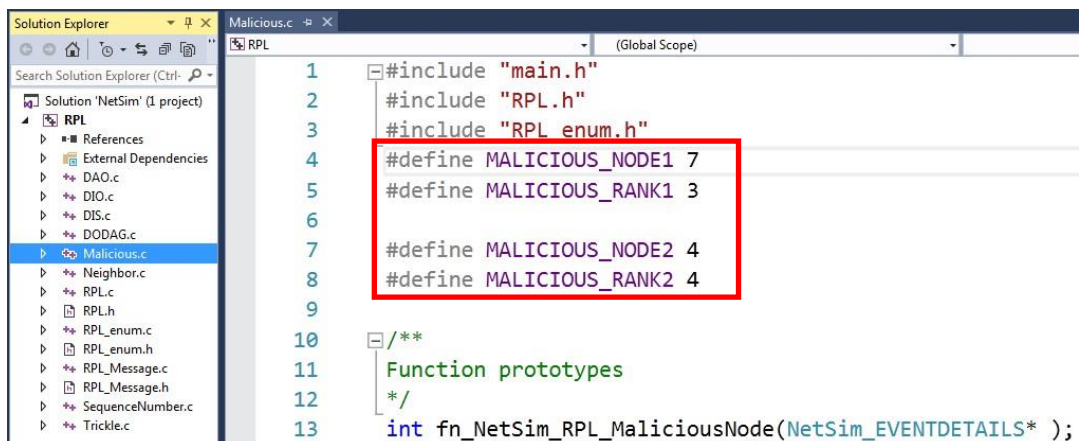 Solution Explorer
Search Solution Explorer (Ctrl-
Solution 'NetSim' (1 project)
RPL
References
External Dependencies
DAO.c
DIO.c
DIS.c
DODAG.c
Malicious.c
Neighbor.c
RPL.c
RPL.h
RPL_enum.c
RPL_enum.h
RPL_Message.c
RPL_Message.h
SequenceNumber.c
Trickle.c
Malicious.c
RPL
(Global Scope)
1 #include "main.h"
2 #include "RPL.h"
3 #include "RPL_enum.h"
4 #define MALICIOUS_NODE1 7
5 #define MALICIOUS_RANK1 3
6
7 #define MALICIOUS_NODE2 4
8 #define MALICIOUS_RANK2 4
9
10 /**
11 Function prototypes
12 */
13 int fn_NetSim_RPL_MaliciousNode(NetSim_EVENTDETAILS* );